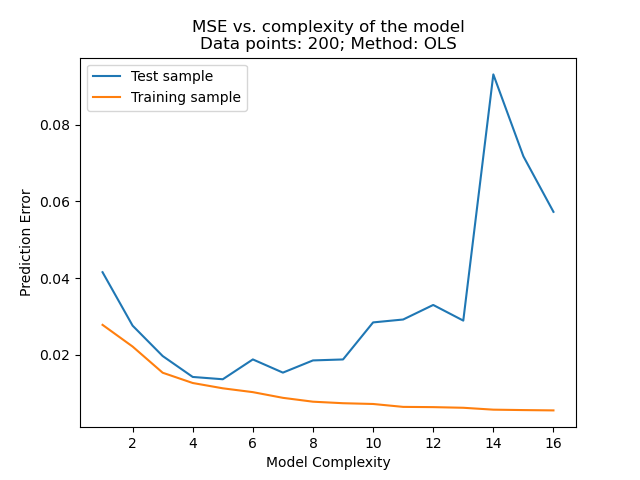 MSE vs. complexity of the model
Data points: 200; Method: OLS
Test sample
Training sample
0.08
0.06
0.04
0.02
Prediction Error
2 4 6 8 10 12 14 16
Model Complexity